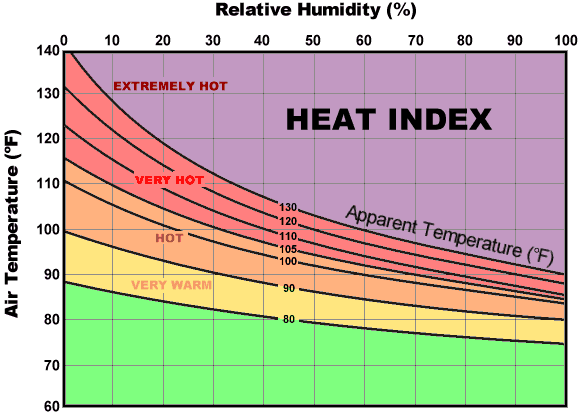 Relative Humidity (%)
0 10 20 30 40 50 60 70 80 90 100
Air Temperature (°F)
140
130
120
110
100
90
80
70
60
EXTREMELY HOT
HEAT INDEX
VERY HOT
Apparent Temperature (°F)
HOT
VERY WARM
130
120
110
105
100
90
80